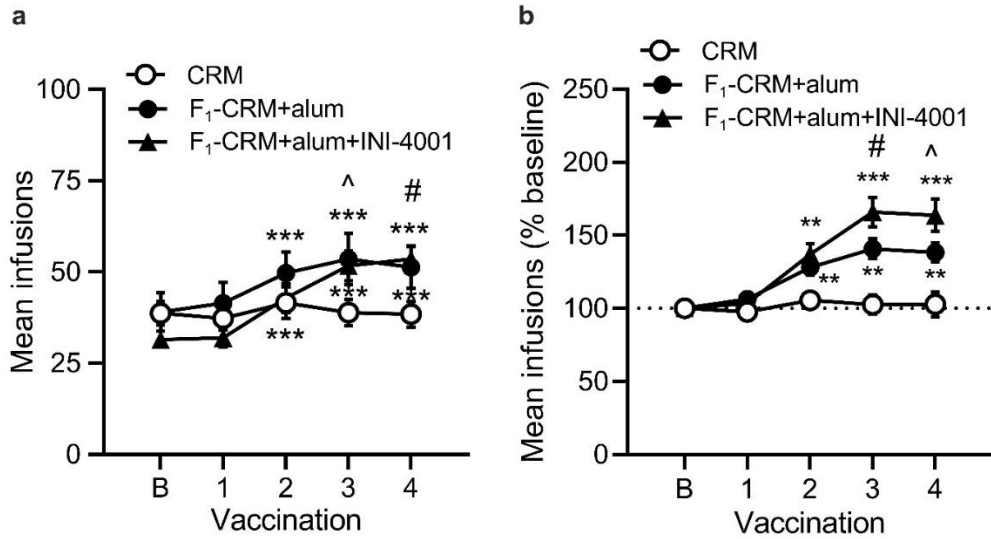 a
CRM
F₁-CRM+alum
F₁-CRM+alum+INI-4001
Mean infusions
100
75
50
25
0
^
#
***
***
***
***
***
***
B 1 2 3 4
Vaccination
b
CRM
F₁-CRM+alum
F₁-CRM+alum+INI-4001
Mean infusions (% baseline)
250
200
150
100
50
0
#
^
***
***
**
**
**
**
B 1 2 3 4
Vaccination